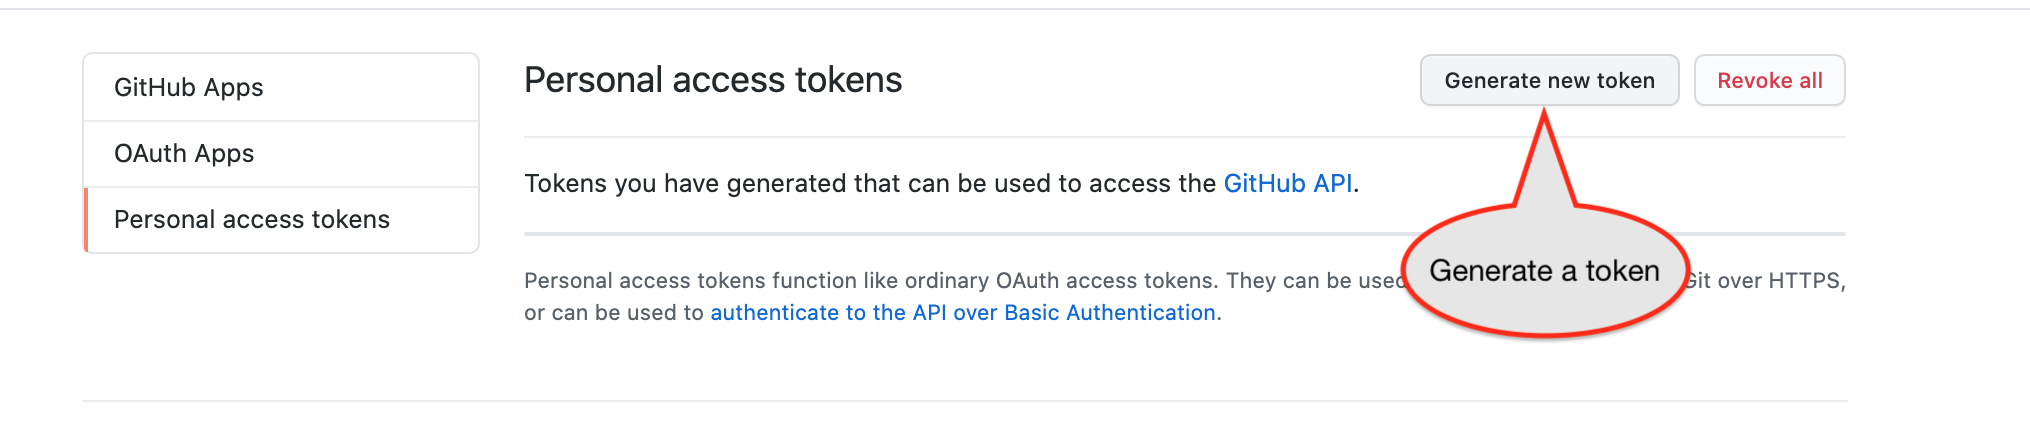 GitHub Apps
OAuth Apps
Personal access tokens
Personal access tokens
Generate new token
Revoke all
Tokens you have generated that can be used to access the GitHub API.
Generate a token
Personal access tokens function like ordinary OAuth access tokens. They can be used Git over HTTPS,
or can be used to authenticate to the API over Basic Authentication.